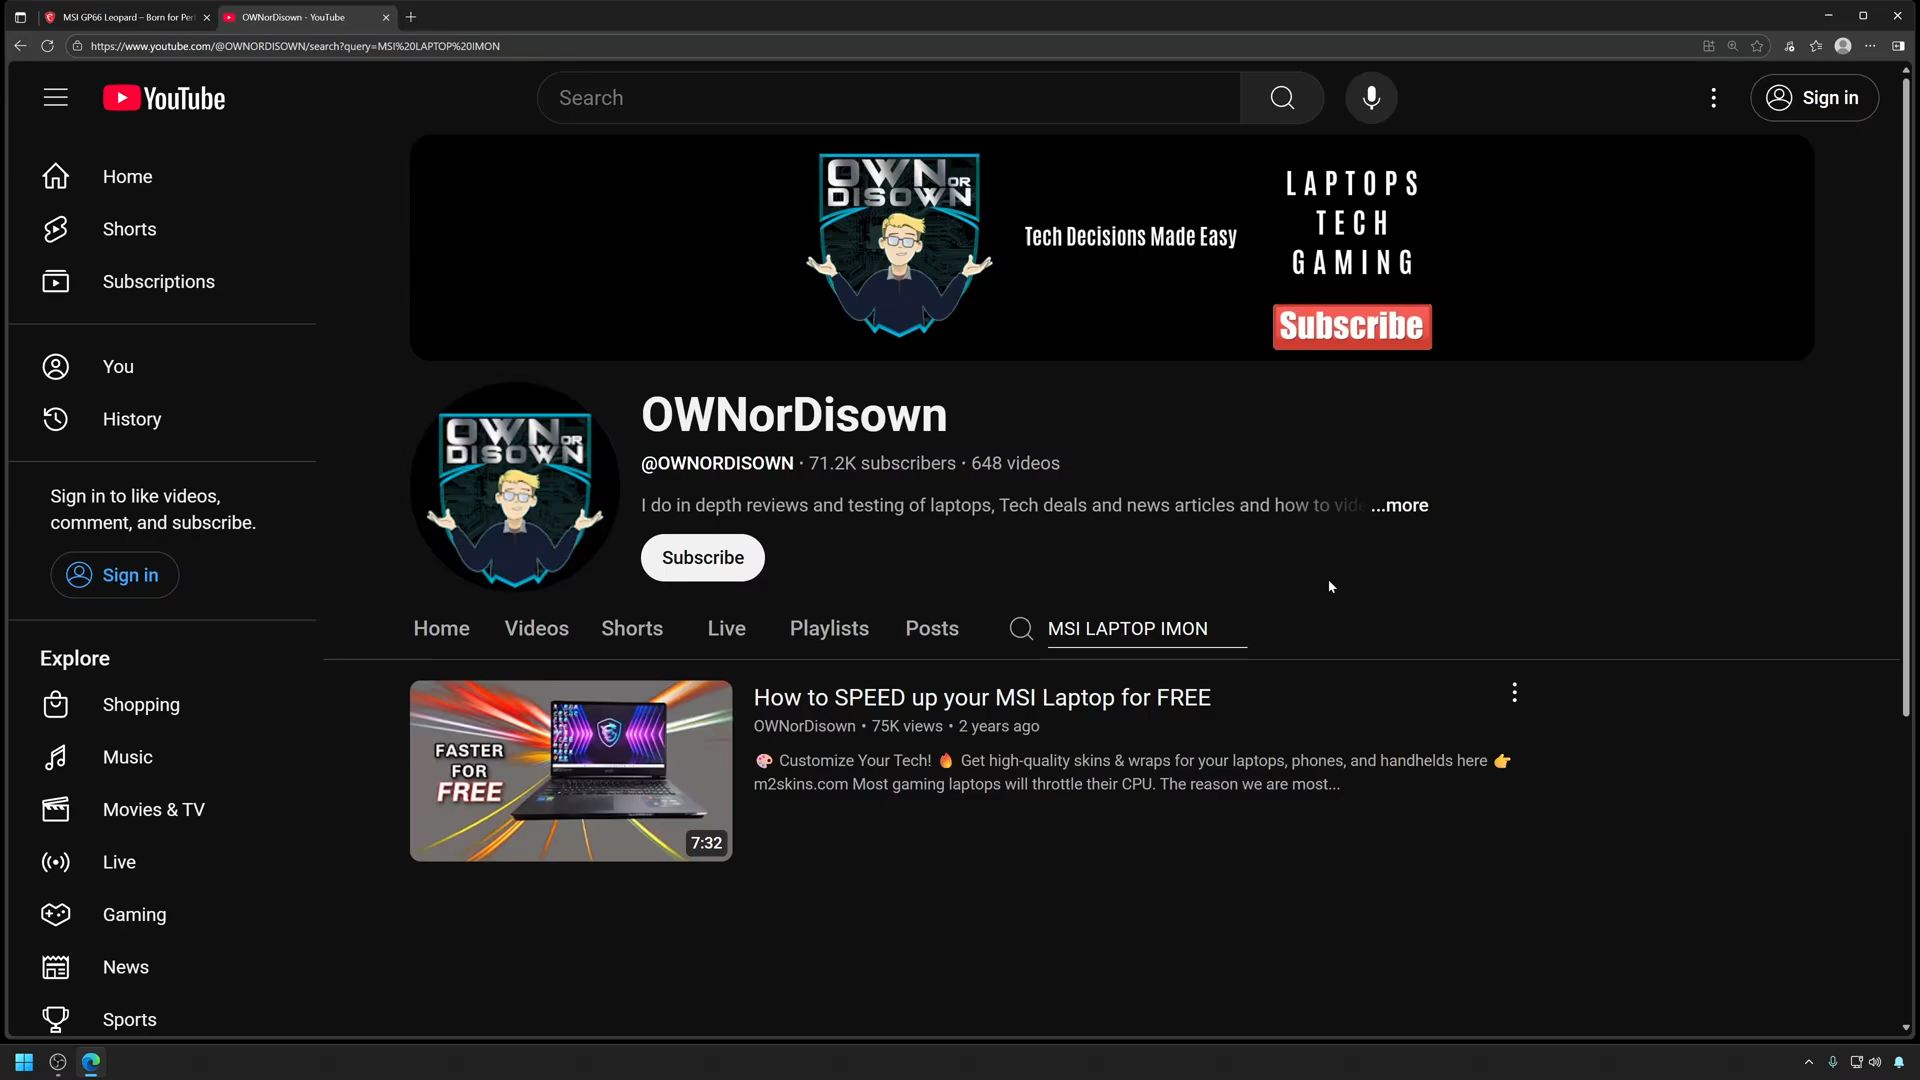 MSI GP66 Leopard – Born for Per
OWNorDisown - YouTube
https://www.youtube.com/@OWNORDISOWN/search?query=MSI%20LAPTOP%20IMON
YouTube
Search
Sign in
Home
Shorts
Subscriptions
You
History
Sign in to like videos,
comment, and subscribe.
Sign in
Explore
Shopping
Music
Movies & TV
Live
Gaming
News
Sports
OWN OR
DISOWN
Tech Decisions Made Easy
LAPTOPS
TECH
GAMING
Subscribe
OWN OR
DISOWN
OWNorDisown
@OWNORDISOWN • 71.2K subscribers • 648 videos
I do in depth reviews and testing of laptops, Tech deals and news articles and how to vide ...more
Subscribe
Home Videos Shorts Live Playlists Posts MSI LAPTOP IMON
FASTER
FOR
FREE
7:32
How to SPEED up your MSI Laptop for FREE
OWNorDisown • 75K views • 2 years ago
🎨 Customize Your Tech! 🔥 Get high-quality skins & wraps for your laptops, phones, and handhelds here 👉
m2skins.com Most gaming laptops will throttle their CPU. The reason we are most...